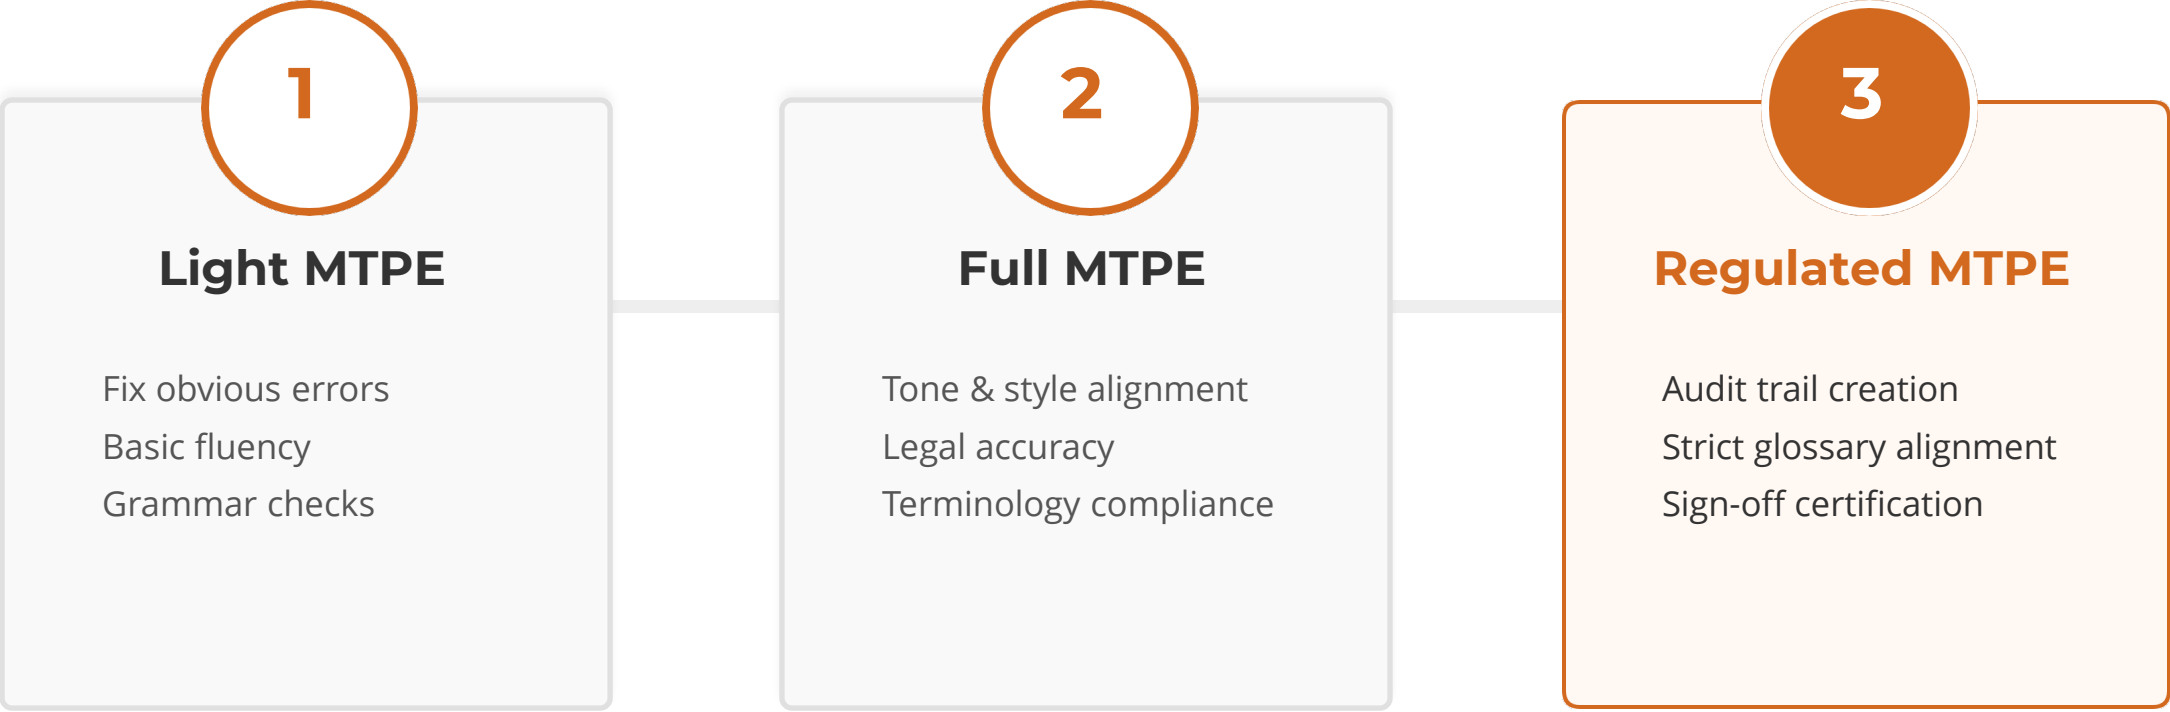 1
Light MTPE
Fix obvious errors
Basic fluency
Grammar checks
2
Full MTPE
Tone & style alignment
Legal accuracy
Terminology compliance
3
Regulated MTPE
Audit trail creation
Strict glossary alignment
Sign-off certification